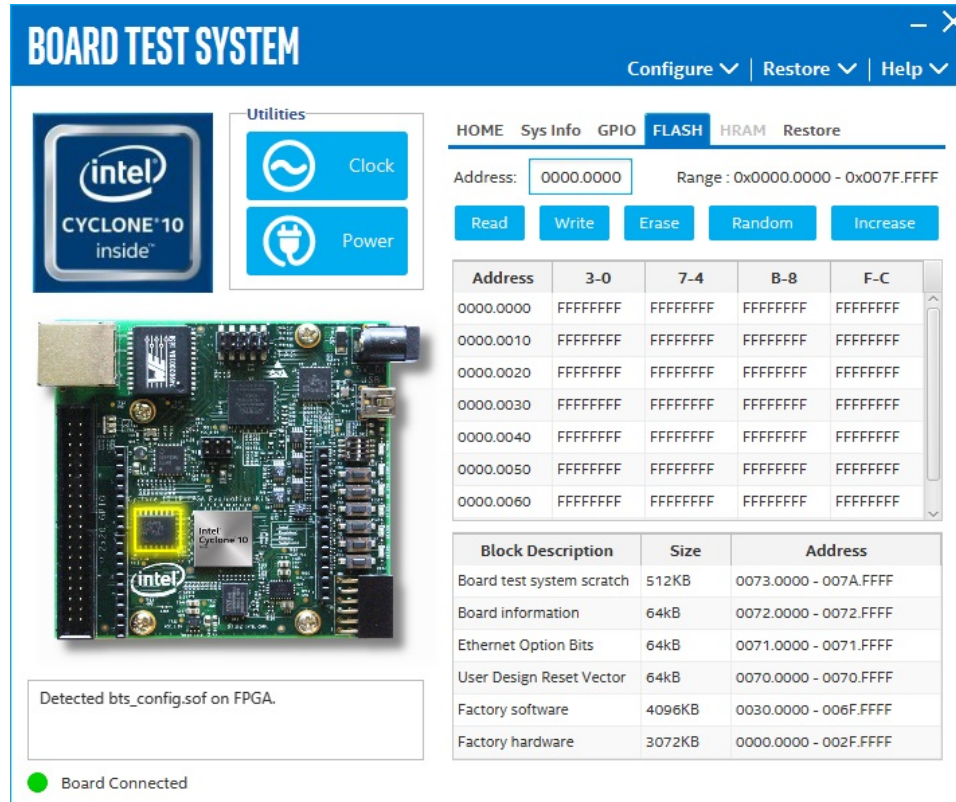 BOARD TEST SYSTEM
Configure | Restore | Help
intel
CYCLONE® 10
inside™
Utilities
Clock
Power
HOME Sys Info GPIO FLASH HRAM Restore
Address: 0000.0000 Range : 0x0000.0000 - 0x007F.FFFF
Read Write Erase Random Increase
Address 3-0 7-4 B-8 F-C
0000.0000 FFFFFFFF FFFFFFFF FFFFFFFF FFFFFFFF
0000.0010 FFFFFFFF FFFFFFFF FFFFFFFF FFFFFFFF
0000.0020 FFFFFFFF FFFFFFFF FFFFFFFF FFFFFFFF
0000.0030 FFFFFFFF FFFFFFFF FFFFFFFF FFFFFFFF
0000.0040 FFFFFFFF FFFFFFFF FFFFFFFF FFFFFFFF
0000.0050 FFFFFFFF FFFFFFFF FFFFFFFF FFFFFFFF
0000.0060 FFFFFFFF FFFFFFFF FFFFFFFF FFFFFFFF
Block Description Size Address
Board test system scratch 512KB 0073.0000 - 007A.FFFF
Board information 64kB 0072.0000 - 0072.FFFF
Ethernet Option Bits 64kB 0071.0000 - 0071.FFFF
User Design Reset Vector 64kB 0070.0000 - 0070.FFFF
Factory software 4096KB 0030.0000 - 006F.FFFF
Factory hardware 3072KB 0000.0000 - 002F.FFFF
USB
2x20 GPIO
Intel®
Cyclone 10
intel
Detected bts_config.sof on FPGA.
Board Connected